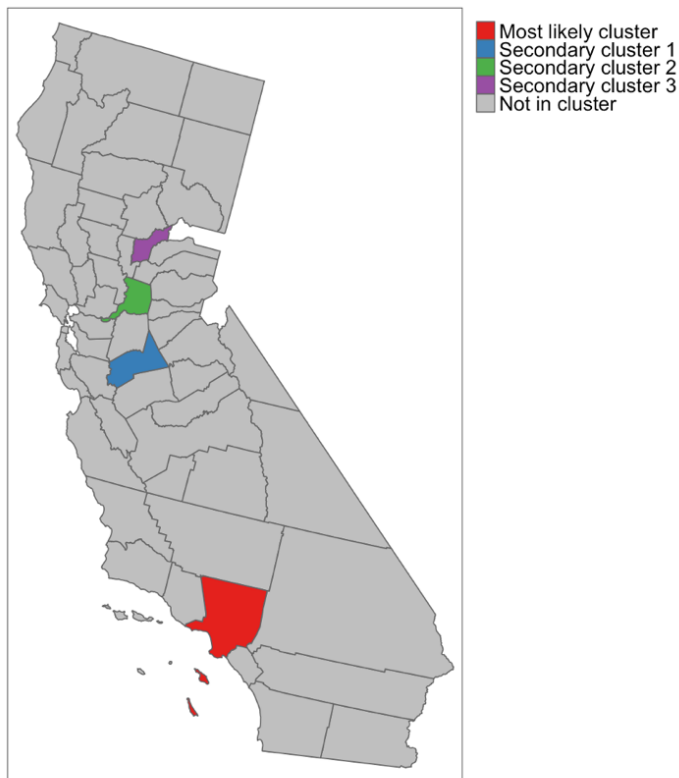 Most likely cluster
Secondary cluster 1
Secondary cluster 2
Secondary cluster 3
Not in cluster